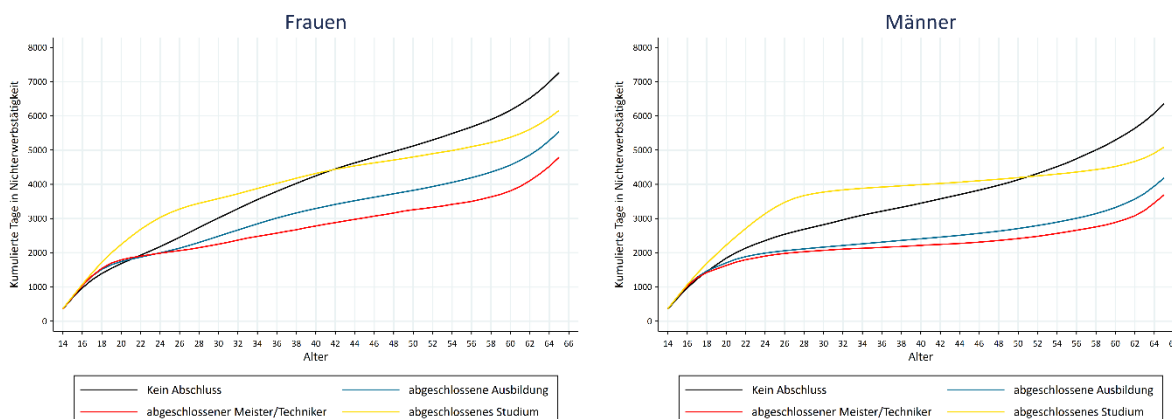 Frauen
Kumulierte Tage in Nichterwerbstätigkeit
8000
7000
6000
5000
4000
3000
2000
1000
0
14 16 18 20 22 24 26 28 30 32 34 36 38 40 42 44 46 48 50 52 54 56 58 60 62 64 66
Alter
Kein Abschluss
abgeschlossene Ausbildung
abgeschlossener Meister/Techniker
abgeschlossenes Studium
Männer
Kumulierte Tage in Nichterwerbstätigkeit
8000
7000
6000
5000
4000
3000
2000
1000
0
14 16 18 20 22 24 26 28 30 32 34 36 38 40 42 44 46 48 50 52 54 56 58 60 62 64 66
Alter
Kein Abschluss
abgeschlossene Ausbildung
abgeschlossener Meister/Techniker
abgeschlossenes Studium